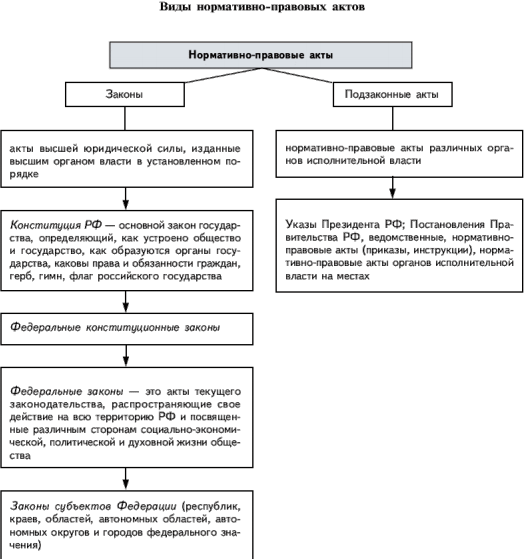 Виды нормативно-правовых актов
Нормативно-правовые акты
Законы
Подзаконные акты
акты высшей юридической силы, изданные
высшим органом власти в установленном по-
рядке
нормативно-правовые акты различных орга-
нов исполнительной власти
Конституция РФ — основной закон государ-
ства, определяющий, как устроено общество
и государство, как образуются органы госу-
дарства, каковы права и обязанности граждан,
герб, гимн, флаг российского государства
Указы Президента РФ; Постановления Пра-
вительства РФ, ведомственные, нормативно-
правовые акты (приказы, инструкции), норма-
тивно-правовые акты органов исполнительной
власти на местах
Федеральные конституционные законы
Федеральные законы — это акты текущего
законодательства, распространяющие свое
действие на всю территорию РФ и посвящен-
ные различным сторонам социально-экономи-
ческой, политической и духовной жизни обще-
ства
Законы субъектов Федерации (республик,
краев, областей, автономных областей, авто-
номных округов и городов федерального зна-
чения)